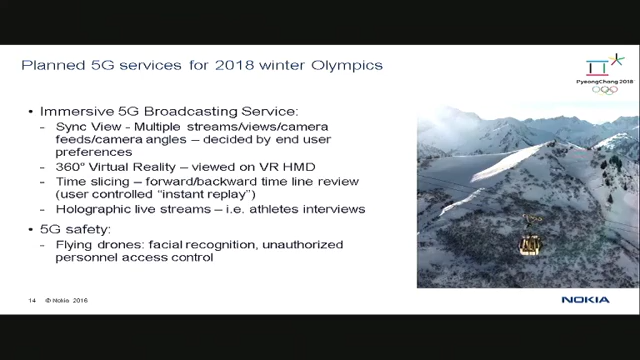 Planned 5G services for 2018 winter Olympics
PyeongChang 2018
• Immersive 5G Broadcasting Service:
- Sync View - Multiple streams/views/camera
feeds/camera angles – decided by end user
preferences
- 360° Virtual Reality – viewed on VR HMD
- Time slicing – forward/backward time line review
(user controlled "instant replay")
- Holographic live streams – i.e. athletes interviews
• 5G safety:
- Flying drones: facial recognition, unauthorized
personnel access control
14 © Nokia 2016
NOKIA